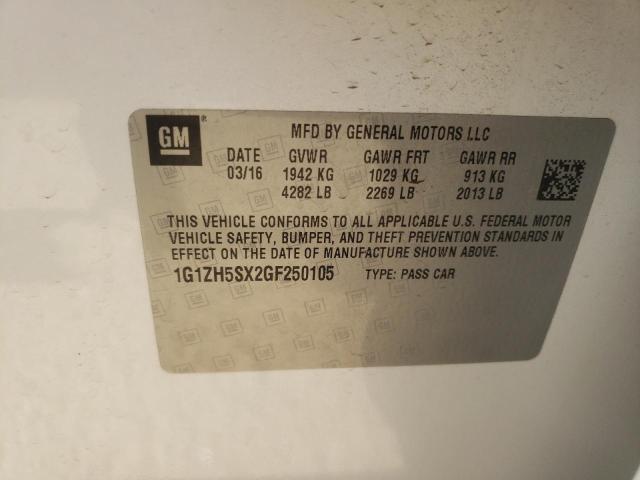 GM® MFD BY GENERAL MOTORS LLC
DATE GVWR GAWR FRT GAWR RR
03/16 1942 KG 1029 KG 913 KG
4282 LB 2269 LB 2013 LB
THIS VEHICLE CONFORMS TO ALL APPLICABLE U.S. FEDERAL MOTOR
VEHICLE SAFETY, BUMPER, AND THEFT PREVENTION STANDARDS IN
EFFECT ON THE DATE OF MANUFACTURE SHOWN ABOVE.
1G1ZH5SX2GF250105 TYPE: PASS CAR